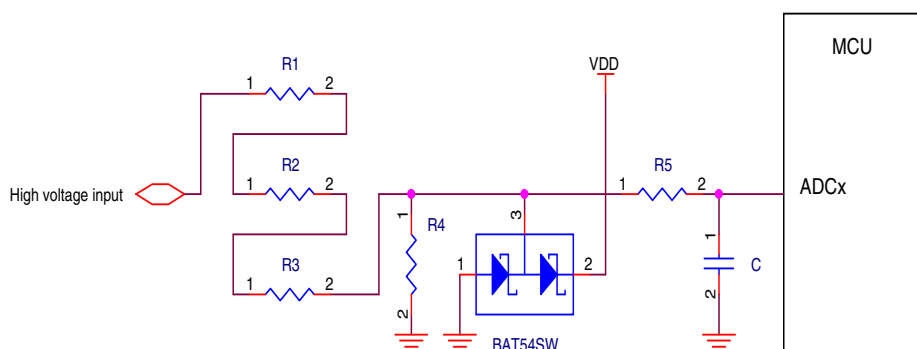 MCU
R1
1 2
VDD
R2
1 2
R5
1 2
ADCx
High voltage input
1
R4
2
3
1 2
BAT54SW
R3
1 2
1
C
2